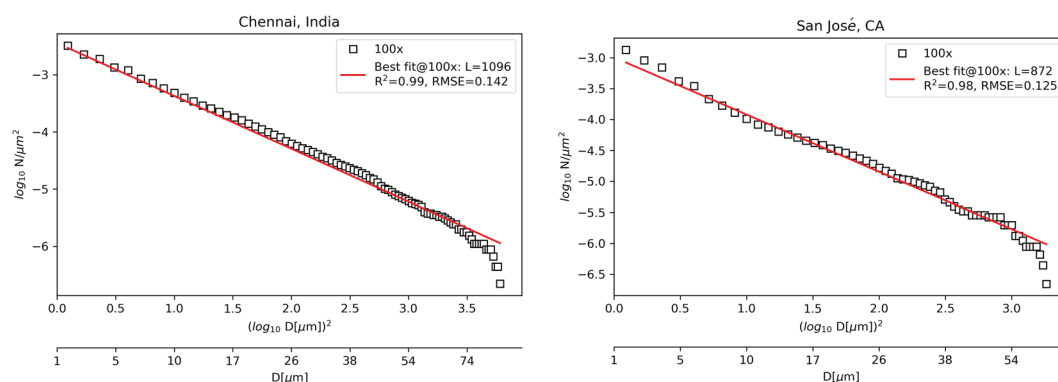 Chennai, India
100x
Best fit@100x: L=1096
R²=0.99, RMSE=0.142
−3
−4
−5
−6
log₁₀ N/μm²
0.0 0.5 1.0 1.5 2.0 2.5 3.0 3.5
(log₁₀ D[μm])²
1 5 10 17 26 38 54 74
D[μm]
San José, CA
100x
Best fit@100x: L=872
R²=0.98, RMSE=0.125
−3.0
−3.5
−4.0
−4.5
−5.0
−5.5
−6.0
−6.5
log₁₀ N/μm²
0.0 0.5 1.0 1.5 2.0 2.5 3.0
(log₁₀ D[μm])²
1 5 10 17 26 38 54
D[μm]